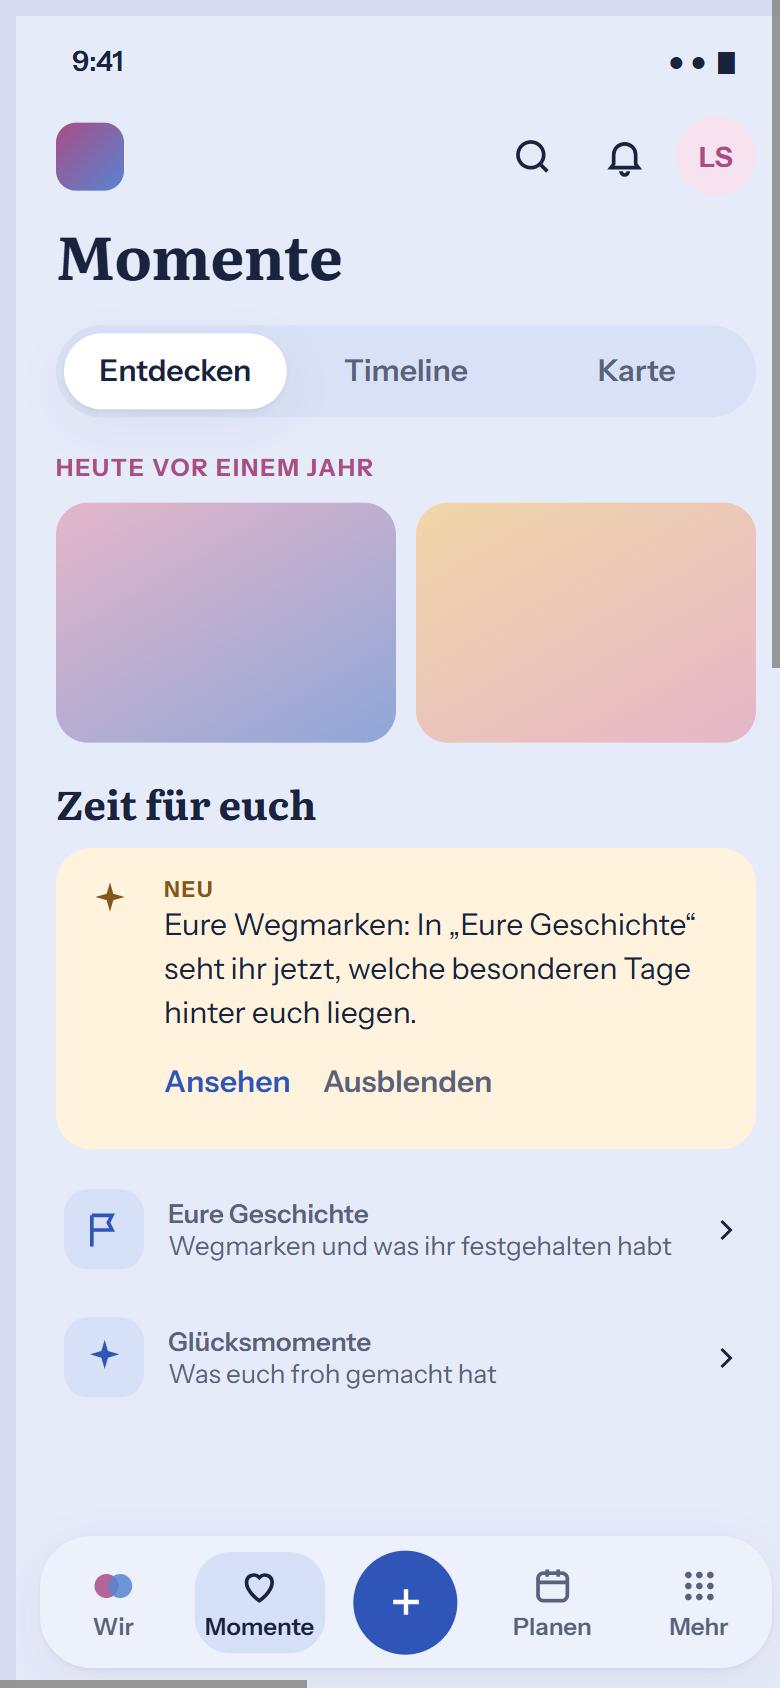 9:41
LS
Momente
Entdecken
Timeline
Karte
HEUTE VOR EINEM JAHR
Zeit für euch
NEU
Eure Wegmarken: In „Eure Geschichte“
seht ihr jetzt, welche besonderen Tage
hinter euch liegen.
Ansehen
Ausblenden
Eure Geschichte
Wegmarken und was ihr festgehalten habt
Glücksmomente
Was euch froh gemacht hat
Wir
Momente
Planen
Mehr